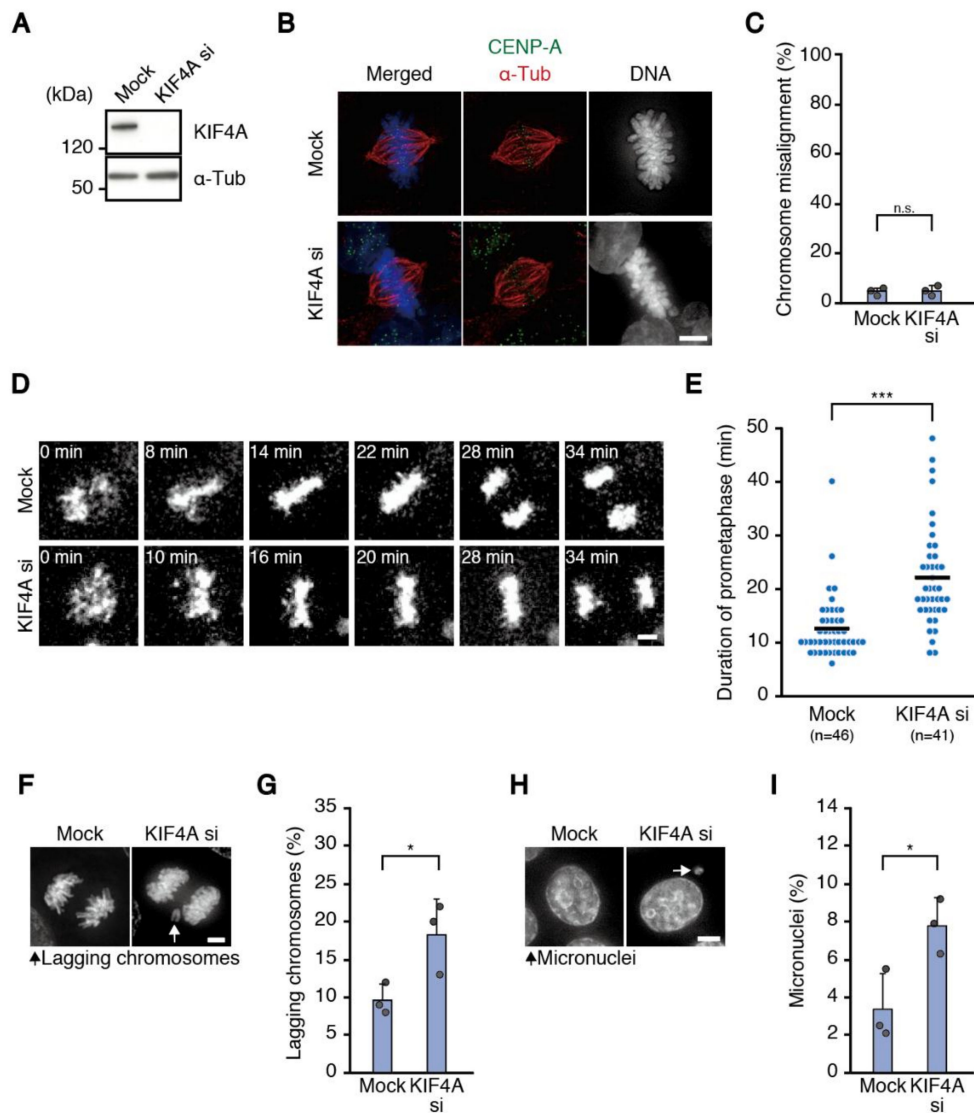 A
Mock
KIF4A si
(kDa)
KIF4A
120
α-Tub
50
B
CENP-A
Merged
α-Tub
DNA
Mock
KIF4A si
C
Chromosome misalignment (%)
100
80
60
40
20
0
n.s.
Mock
KIF4A
si
D
Mock
0 min
8 min
14 min
22 min
28 min
34 min
KIF4A si
0 min
10 min
16 min
20 min
28 min
34 min
E
Duration of prometaphase (min)
***
50
40
30
20
10
0
Mock
KIF4A si
(n=46)
(n=41)
F
Mock
KIF4A si
Lagging chromosomes
G
Lagging chromosomes (%)
35
30
25
20
15
10
5
0
*
Mock
KIF4A
si
H
Mock
KIF4A si
Micronuclei
I
Micronuclei (%)
14
12
10
8
6
4
2
0
*
Mock
KIF4A
si